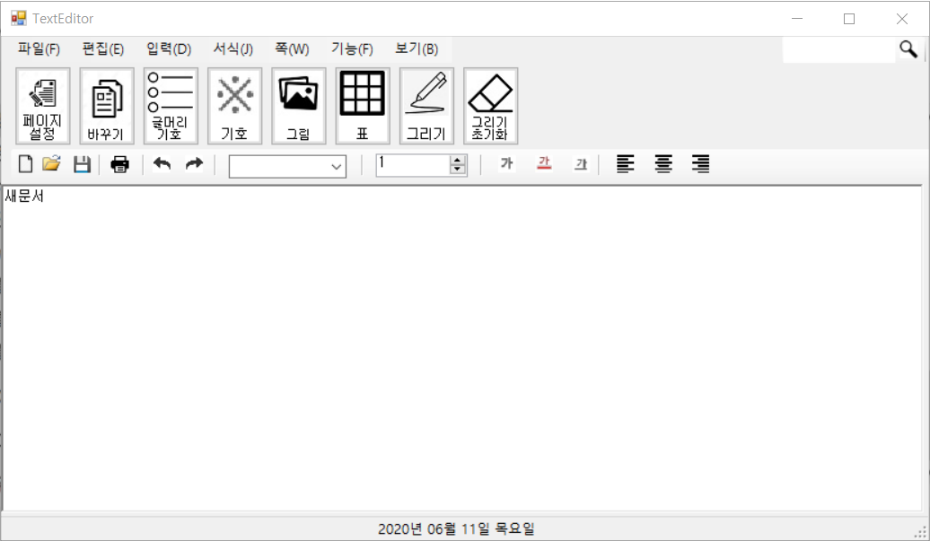 TextEditor
파일(F) 편집(E) 입력(D) 서식(J) 쪽(W) 기능(F) 보기(B)
페이지 설정
바꾸기
글머리 기호
기호
그림
표
그리기
그리기 초기화
1
가 가 가
새문서
2020년 06월 11일 목요일